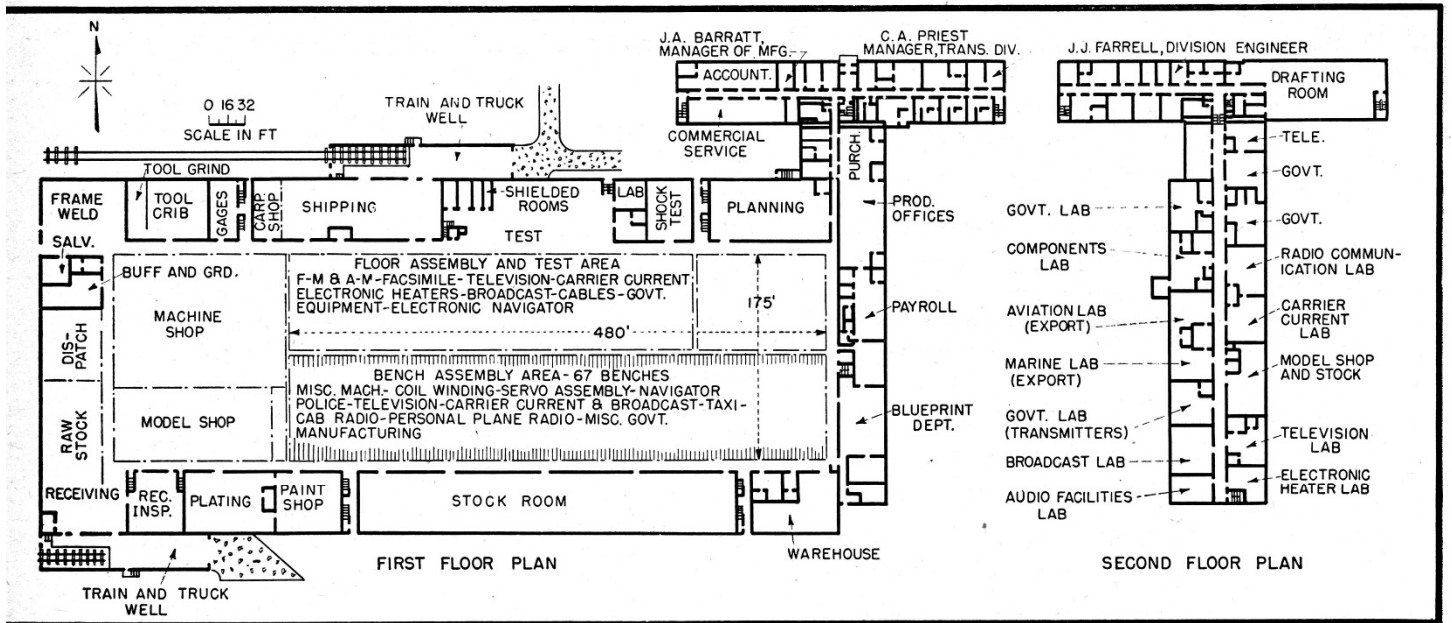 N
0 16 32
SCALE IN FT
TRAIN AND TRUCK
WELL
J.A. BARRATT,
MANAGER OF MFG.
C.A. PRIEST
MANAGER, TRANS. DIV.
ACCOUNT.
COMMERCIAL
SERVICE
TOOL GRIND
FRAME
WELD
TOOL
CRIB
GAGES
CARP.
SHOP
SHIPPING
SHIELDED
ROOMS
TEST
LAB
SHOCK
TEST
PLANNING
PURCH.
PROD.
OFFICES
SALV.
BUFF AND GRD.
MACHINE
SHOP
FLOOR ASSEMBLY AND TEST AREA
F-M & A-M-FACSIMILE-TELEVISION-CARRIER CURRENT
ELECTRONIC HEATERS-BROADCAST-CABLES-GOVT.
EQUIPMENT-ELECTRONIC NAVIGATOR
175'
480'
PAYROLL
DIS-
PATCH
BENCH ASSEMBLY AREA-67 BENCHES
MISC. MACH.- COIL WINDING-SERVO ASSEMBLY-NAVIGATOR
POLICE-TELEVISION-CARRIER CURRENT & BROADCAST-TAXI-
CAB RADIO-PERSONAL PLANE RADIO-MISC. GOVT.
MANUFACTURING
RAW
STOCK
MODEL SHOP
BLUEPRINT
DEPT.
RECEIVING
REC.
INSP.
PLATING
PAINT
SHOP
STOCK ROOM
WAREHOUSE
TRAIN AND TRUCK
WELL
FIRST FLOOR PLAN
J.J. FARRELL, DIVISION ENGINEER
DRAFTING
ROOM
TELE.
GOVT.
GOVT.
RADIO COMMUN-
ICATION LAB
CARRIER
CURRENT
LAB
MODEL SHOP
AND STOCK
TELEVISION
LAB
ELECTRONIC
HEATER LAB
GOVT. LAB
COMPONENTS
LAB
AVIATION LAB
(EXPORT)
MARINE LAB
(EXPORT)
GOVT. LAB
(TRANSMITTERS)
BROADCAST LAB
AUDIO FACILITIES
LAB
SECOND FLOOR PLAN